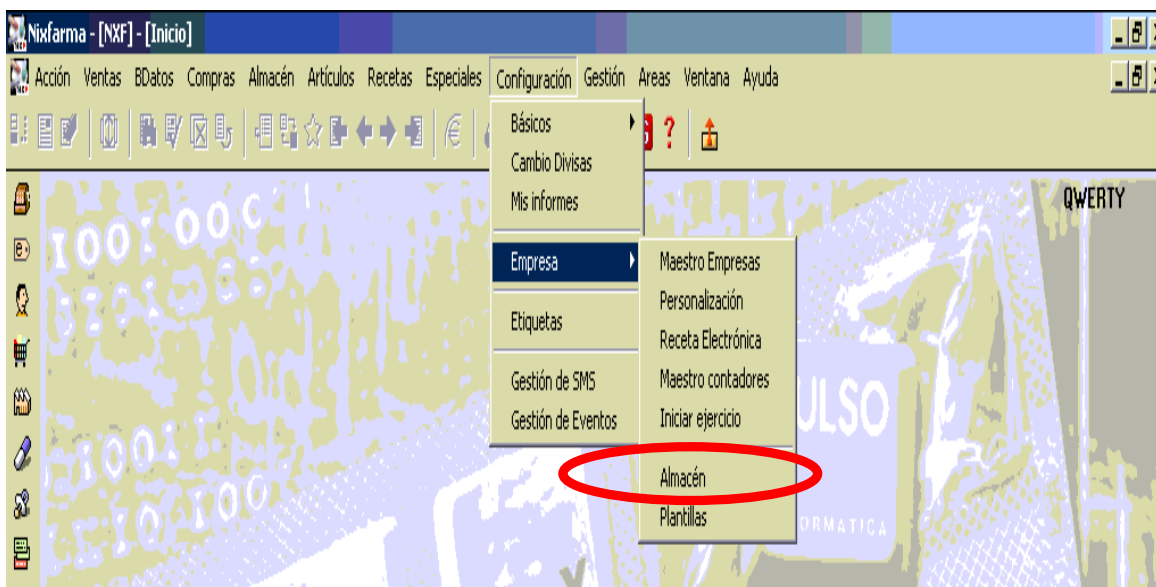 Nixfarma - [NXF] - [Inicio]
Acción Ventas BDatos Compras Almacén Artículos Recetas Especiales Configuración Gestión Areas Ventana Ayuda
Básicos
Cambio Divisas
Mis informes
QWERTY
Empresa
Maestro Empresas
Personalización
Etiquetas
Receta Electrónica
Gestión de SMS
Maestro contadores
Gestión de Eventos
Iniciar ejercicio
Almacén
Plantillas